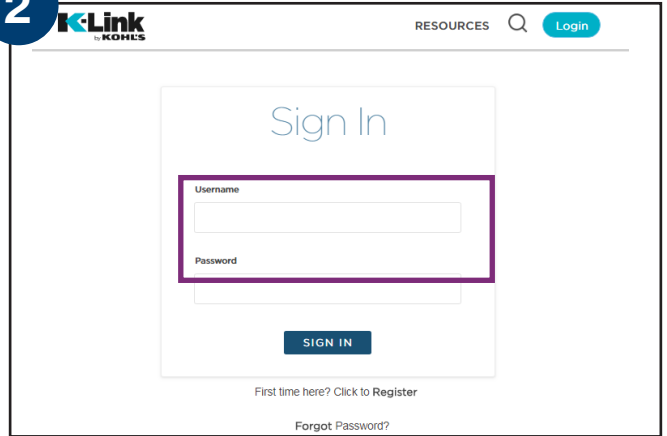 2
K-Link
by KOHL'S
RESOURCES
Login
Sign In
Username
Password
SIGN IN
First time here? Click to Register
Forgot Password?